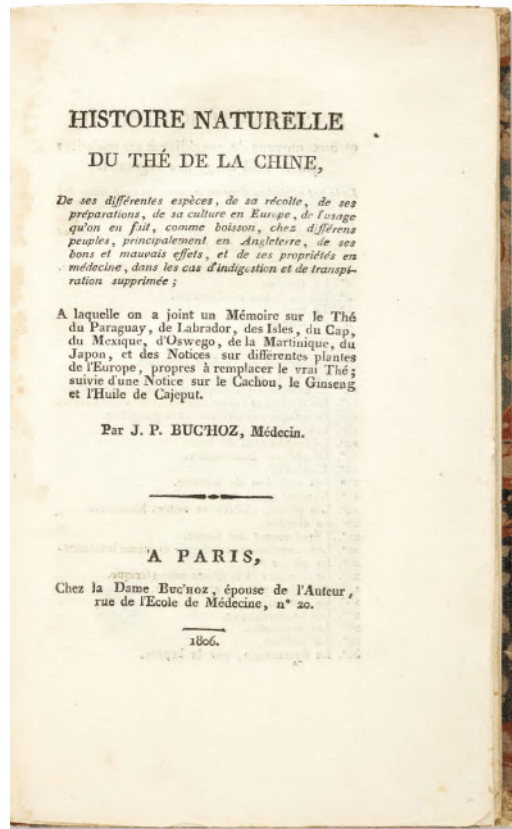 HISTOIRE NATURELLE
DU THÉ DE LA CHINE,
De ses différentes espèces, de sa récolte, de ses
préparations, de sa culture en Europe, de l'usage
qu'on en fait, comme boisson, chez différens
peuples, principalement en Angleterre, de ses
bons et mauvais effets, et de ses propriétés en
médecine, dans les cas d'indigestion et de transpi-
ration supprimée ;
A laquelle on a joint un Mémoire sur le Thé
du Paraguay, de Labrador, des Isles, du Cap,
du Mexique, d'Oswego, de la Martinique, du
Japon, et des Notices sur différentes plantes
de l'Europe, propres à remplacer le vrai Thé ;
suivie d'une Notice sur le Cachou, le Ginseng
et l'Huile de Cajeput.
Par J. P. BUC'HOZ, Médecin.
A PARIS,
Chez la Dame BUC'HOZ, épouse de l'Auteur,
rue de l'Ecole de Médecine, n° 20.
1806.